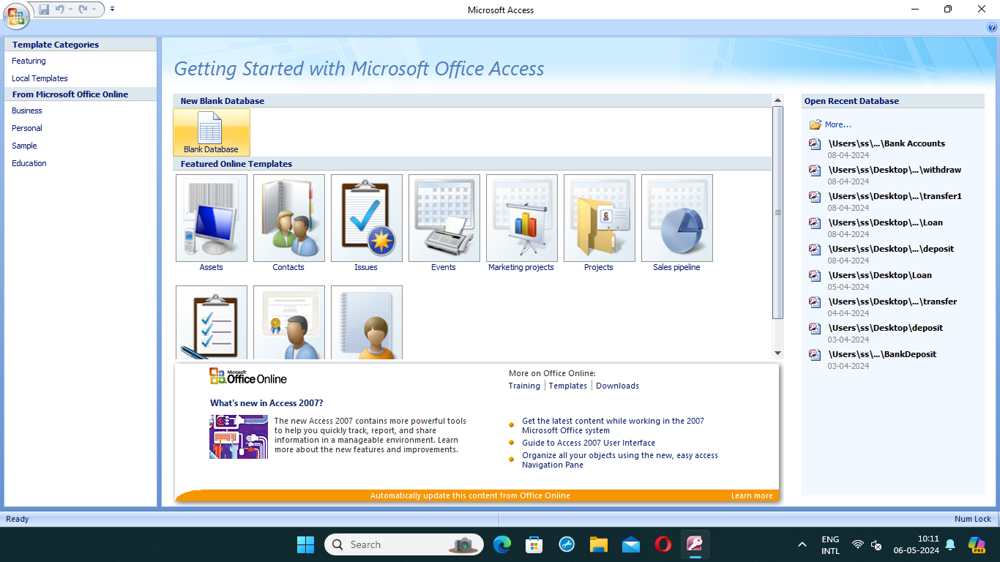 Microsoft Access
Template Categories
Featuring
Local Templates
From Microsoft Office Online
Business
Personal
Sample
Education
Getting Started with Microsoft Office Access
New Blank Database
Blank Database
Featured Online Templates
Assets
Contacts
Issues
Events
Marketing projects
Projects
Sales pipeline
Microsoft
Office Online
What's new in Access 2007?
The new Access 2007 contains more powerful tools
to help you quickly track, report, and share
information in a manageable environment. Learn
more about the new features and improvements.
More on Office Online:
Training | Templates | Downloads
Get the latest content while working in the 2007
Microsoft Office system
Guide to Access 2007 User Interface
Organize all your objects using the new, easy access
Navigation Pane
Automatically update this content from Office Online
Learn more
Open Recent Database
More...
\Users\ss\...\Bank Accounts
08-04-2024
\Users\ss\Desktop\...\withdraw
08-04-2024
\Users\ss\Desktop\...\transfer1
08-04-2024
\Users\ss\Desktop\...\Loan
08-04-2024
\Users\ss\Desktop\...\deposit
08-04-2024
\Users\ss\Desktop\Loan
05-04-2024
\Users\ss\Desktop\...\transfer
04-04-2024
\Users\ss\Desktop\deposit
03-04-2024
\Users\ss\...\BankDeposit
03-04-2024
Ready
Num Lock
Search
ENG
INTL
10:11
06-05-2024
PRE